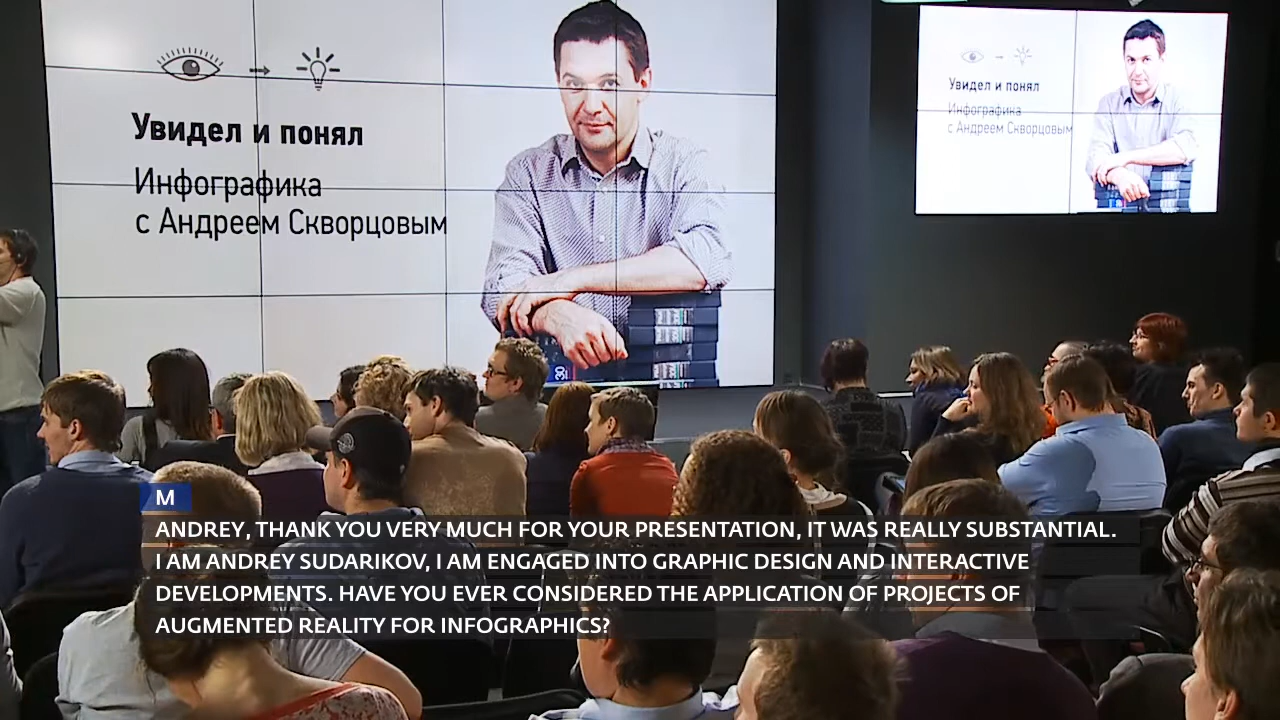 Увидел и понял
Инфографика
с Андреем Скворцовым
Увидел и понял
Инфографика
с Андреем Скворцовым
M
ANDREY, THANK YOU VERY MUCH FOR YOUR PRESENTATION, IT WAS REALLY SUBSTANTIAL.
I AM ANDREY SUDARIKOV, I AM ENGAGED INTO GRAPHIC DESIGN AND INTERACTIVE
DEVELOPMENTS. HAVE YOU EVER CONSIDERED THE APPLICATION OF PROJECTS OF
AUGMENTED REALITY FOR INFOGRAPHICS?